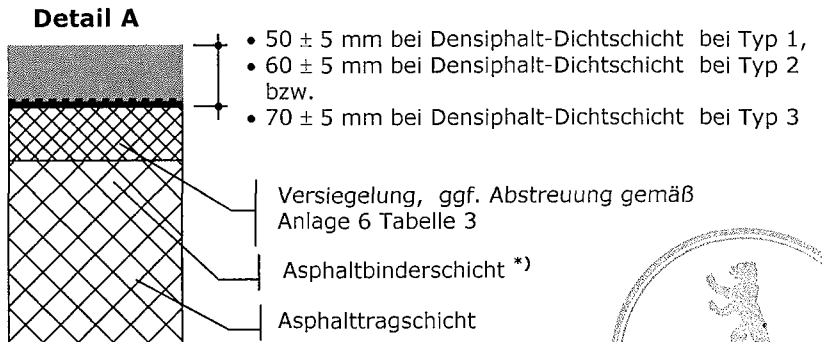 Detail A
• 50 ± 5 mm bei Densiphalt-Dichtschicht bei Typ 1,
• 60 ± 5 mm bei Densiphalt-Dichtschicht bei Typ 2
bzw.
• 70 ± 5 mm bei Densiphalt-Dichtschicht bei Typ 3
Versiegelung, ggf. Abstreuung gemäß
Anlage 6 Tabelle 3
Asphaltbinderschicht *)
Asphalttragschicht